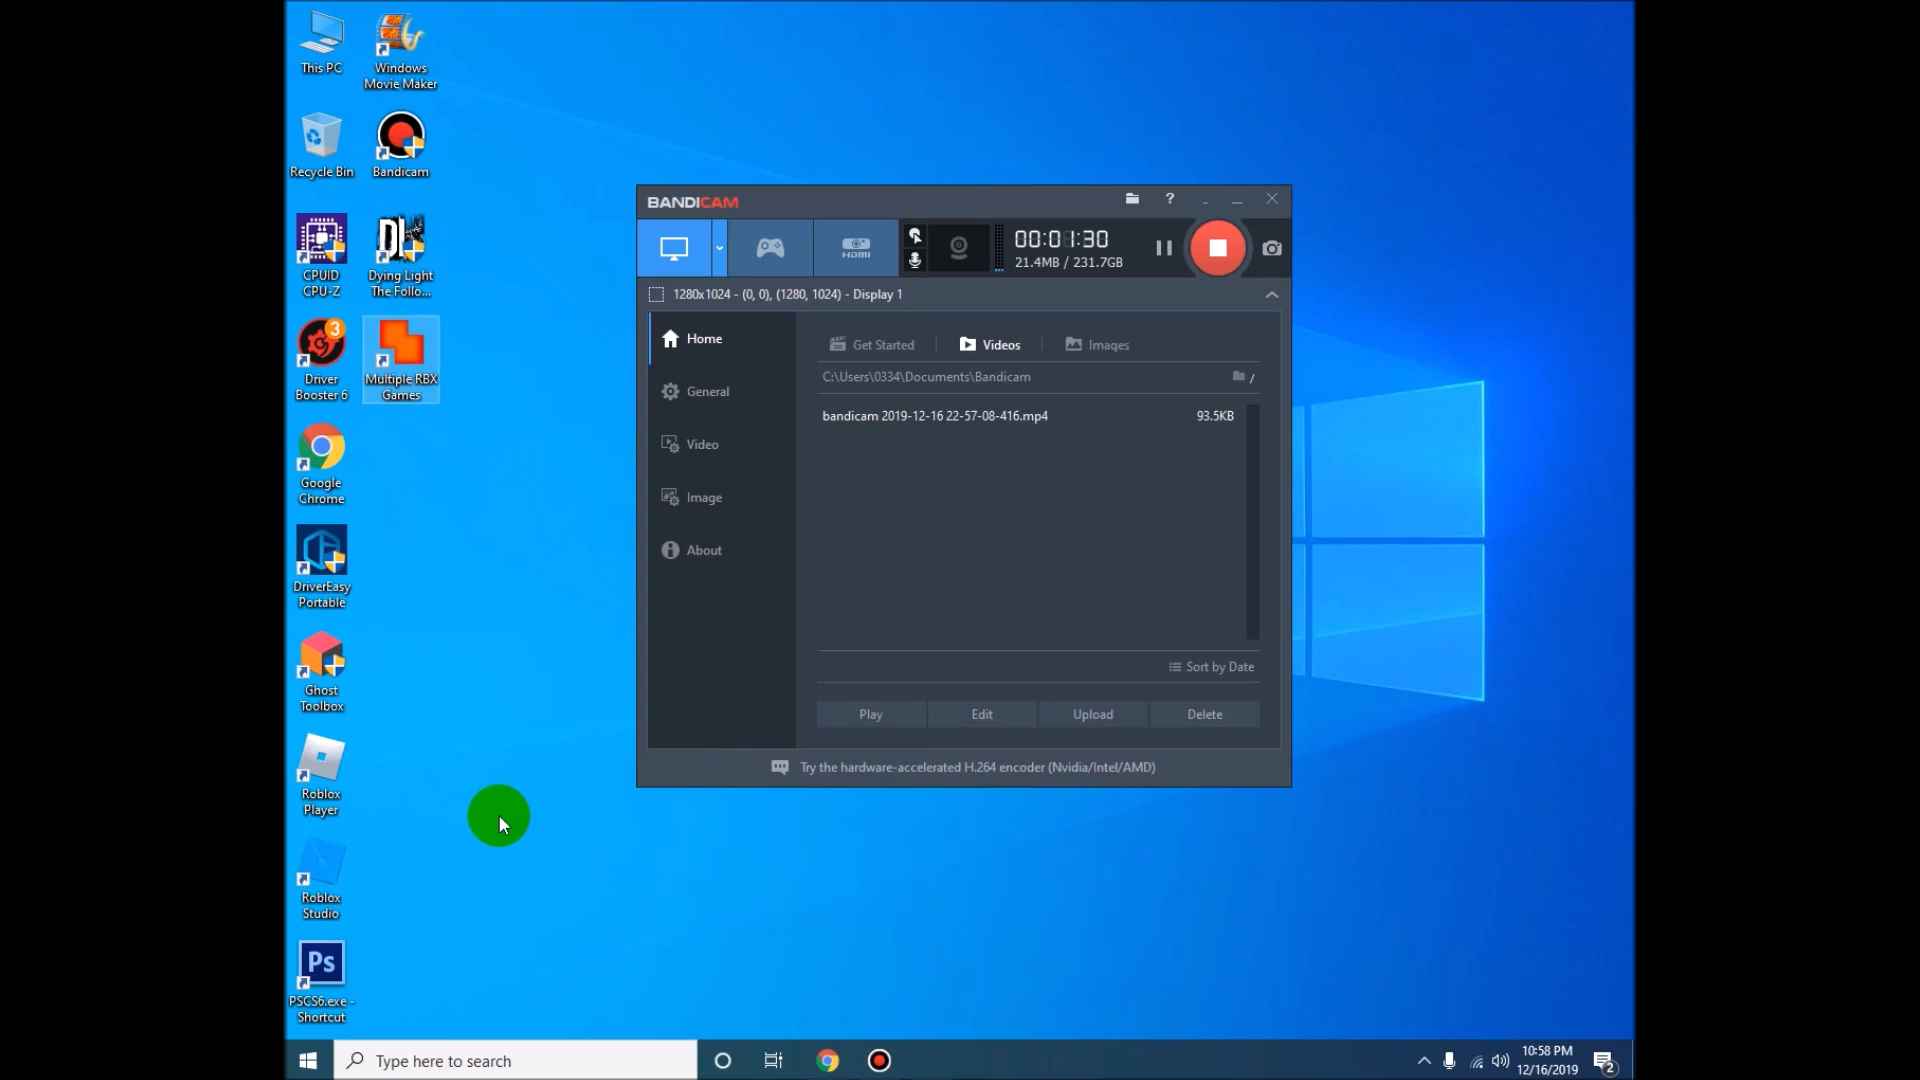 This PC
Windows
Movie Maker
Recycle Bin
Bandicam
CPUID
CPU-Z
DL
Dying Light
The Follo...
3
Driver
Booster 6
Multiple RBX
Games
Google
Chrome
DriverEasy
Portable
Ghost
Toolbox
Roblox
Player
Roblox
Studio
Ps
PSCS6.exe -
Shortcut
BANDICAM
?
HDMI
00:01:30
21.4MB / 231.7GB
1280x1024 - (0, 0), (1280, 1024) - Display 1
Home
General
Video
Image
About
Get Started
Videos
Images
C:\Users\0334\Documents\Bandicam
/
bandicam 2019-12-16 22-57-08-416.mp4
93.5KB
Sort by Date
Play
Edit
Upload
Delete
Try the hardware-accelerated H.264 encoder (Nvidia/Intel/AMD)
Type here to search
10:58 PM
12/16/2019
2